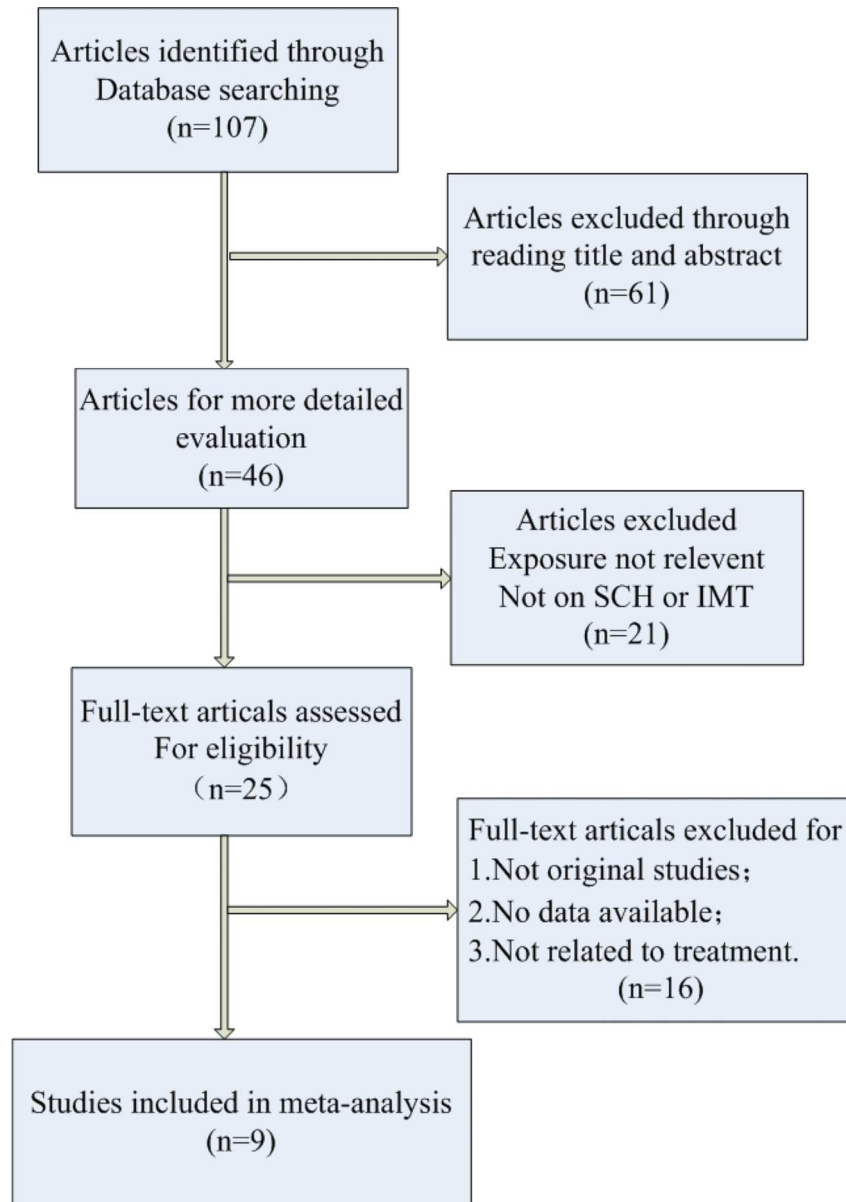 Articles identified through
Database searching
(n=107)
Articles excluded through
reading title and abstract
(n=61)
Articles for more detailed
evaluation
(n=46)
Articles excluded
Exposure not relevent
Not on SCH or IMT
(n=21)
Full-text articals assessed
For eligibility
（n=25）
Full-text articals excluded for
1.Not original studies；
2.No data available；
3.Not related to treatment.
(n=16)
Studies included in meta-analysis
(n=9)